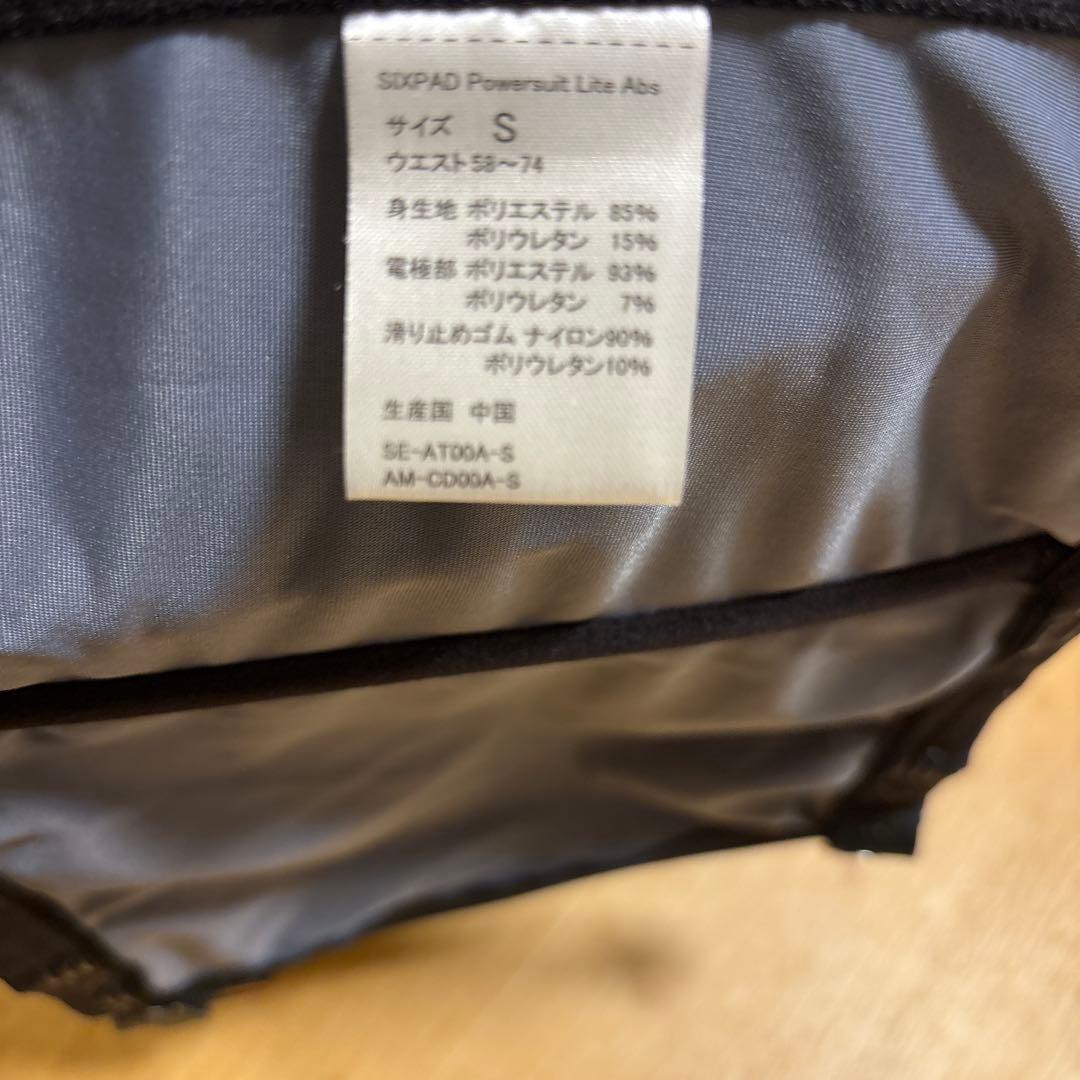 SIXPAD Powersuit Lite Abs
サイズ S
ウエスト58～74
身生地 ポリエステル 85%
ポリウレタン 15%
電極部 ポリエステル 93%
ポリウレタン 7%
滑り止めゴム ナイロン90%
ポリウレタン10%
生産国 中国
SE-AT00A-S
AM-CD00A-S